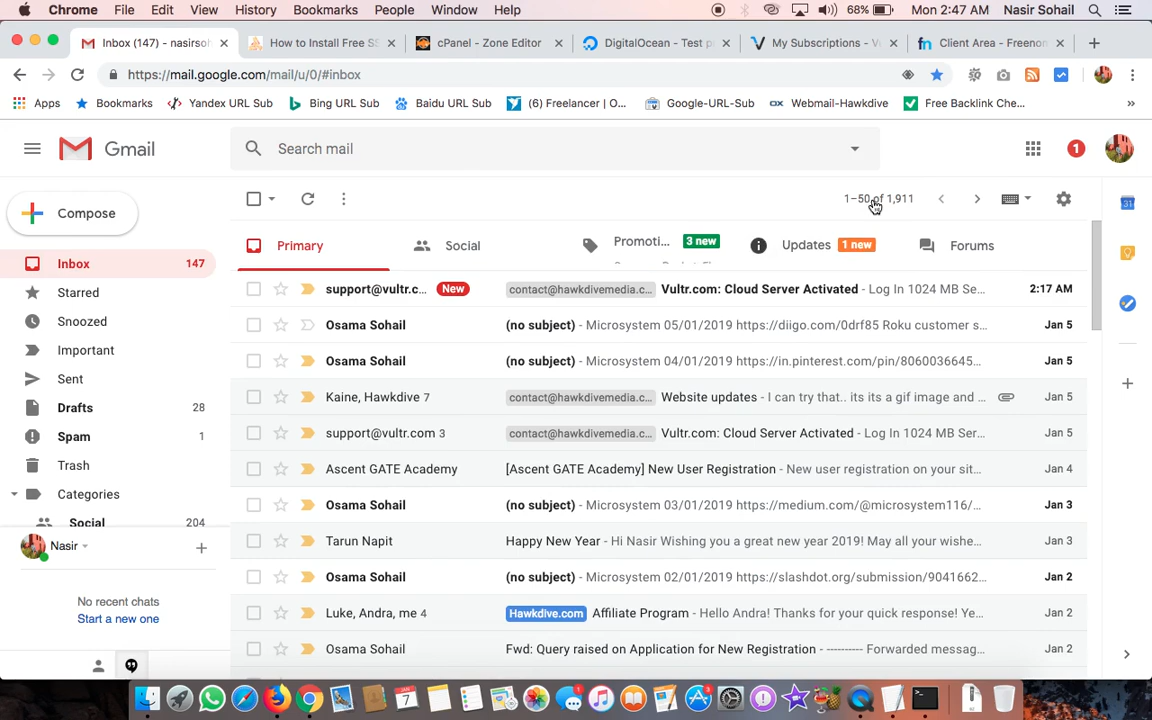 Chrome File Edit View History Bookmarks People Window Help 68% Mon 2:47 AM Nasir Sohail
Inbox (147) - nasirsoh × How to Install Free SS × cPanel - Zone Editor × DigitalOcean - Test p × My Subscriptions - V × Client Area - Freenom ×
https://mail.google.com/mail/u/0/#inbox
Apps Bookmarks Yandex URL Sub Bing URL Sub Baidu URL Sub (6) Freelancer | O... Google-URL-Sub Webmail-Hawkdive Free Backlink Che... »
Gmail Search mail 1
Compose 1–50 of 1,911
Primary Social Promoti... 3 new Updates 1 new Forums
Inbox 147
Starred
Snoozed
Important
Sent
Drafts 28
Spam 1
Trash
Categories
Social 204
Nasir
No recent chats
Start a new one
support@vultr.c... New contact@hawkdivemedia.c... Vultr.com: Cloud Server Activated - Log In 1024 MB Se... 2:17 AM
Osama Sohail (no subject) - Microsystem 05/01/2019 https://diigo.com/0drf85 Roku customer s... Jan 5
Osama Sohail (no subject) - Microsystem 04/01/2019 https://in.pinterest.com/pin/8060036645... Jan 5
Kaine, Hawkdive 7 contact@hawkdivemedia.c... Website updates - I can try that.. its its a gif image and ... Jan 5
support@vultr.com 3 contact@hawkdivemedia.c... Vultr.com: Cloud Server Activated - Log In 1024 MB Ser... Jan 5
Ascent GATE Academy [Ascent GATE Academy] New User Registration - New user registration on your sit... Jan 4
Osama Sohail (no subject) - Microsystem 03/01/2019 https://medium.com/@microsystem116/... Jan 3
Tarun Napit Happy New Year - Hi Nasir Wishing you a great new year 2019! May all your wishe... Jan 3
Osama Sohail (no subject) - Microsystem 02/01/2019 https://slashdot.org/submission/9041662... Jan 2
Luke, Andra, me 4 Hawkdive.com Affiliate Program - Hello Andra! Thanks for your quick response! Ye... Jan 2
Osama Sohail Fwd: Query raised on Application for New Registration - ---------- Forwarded messag... Jan 2